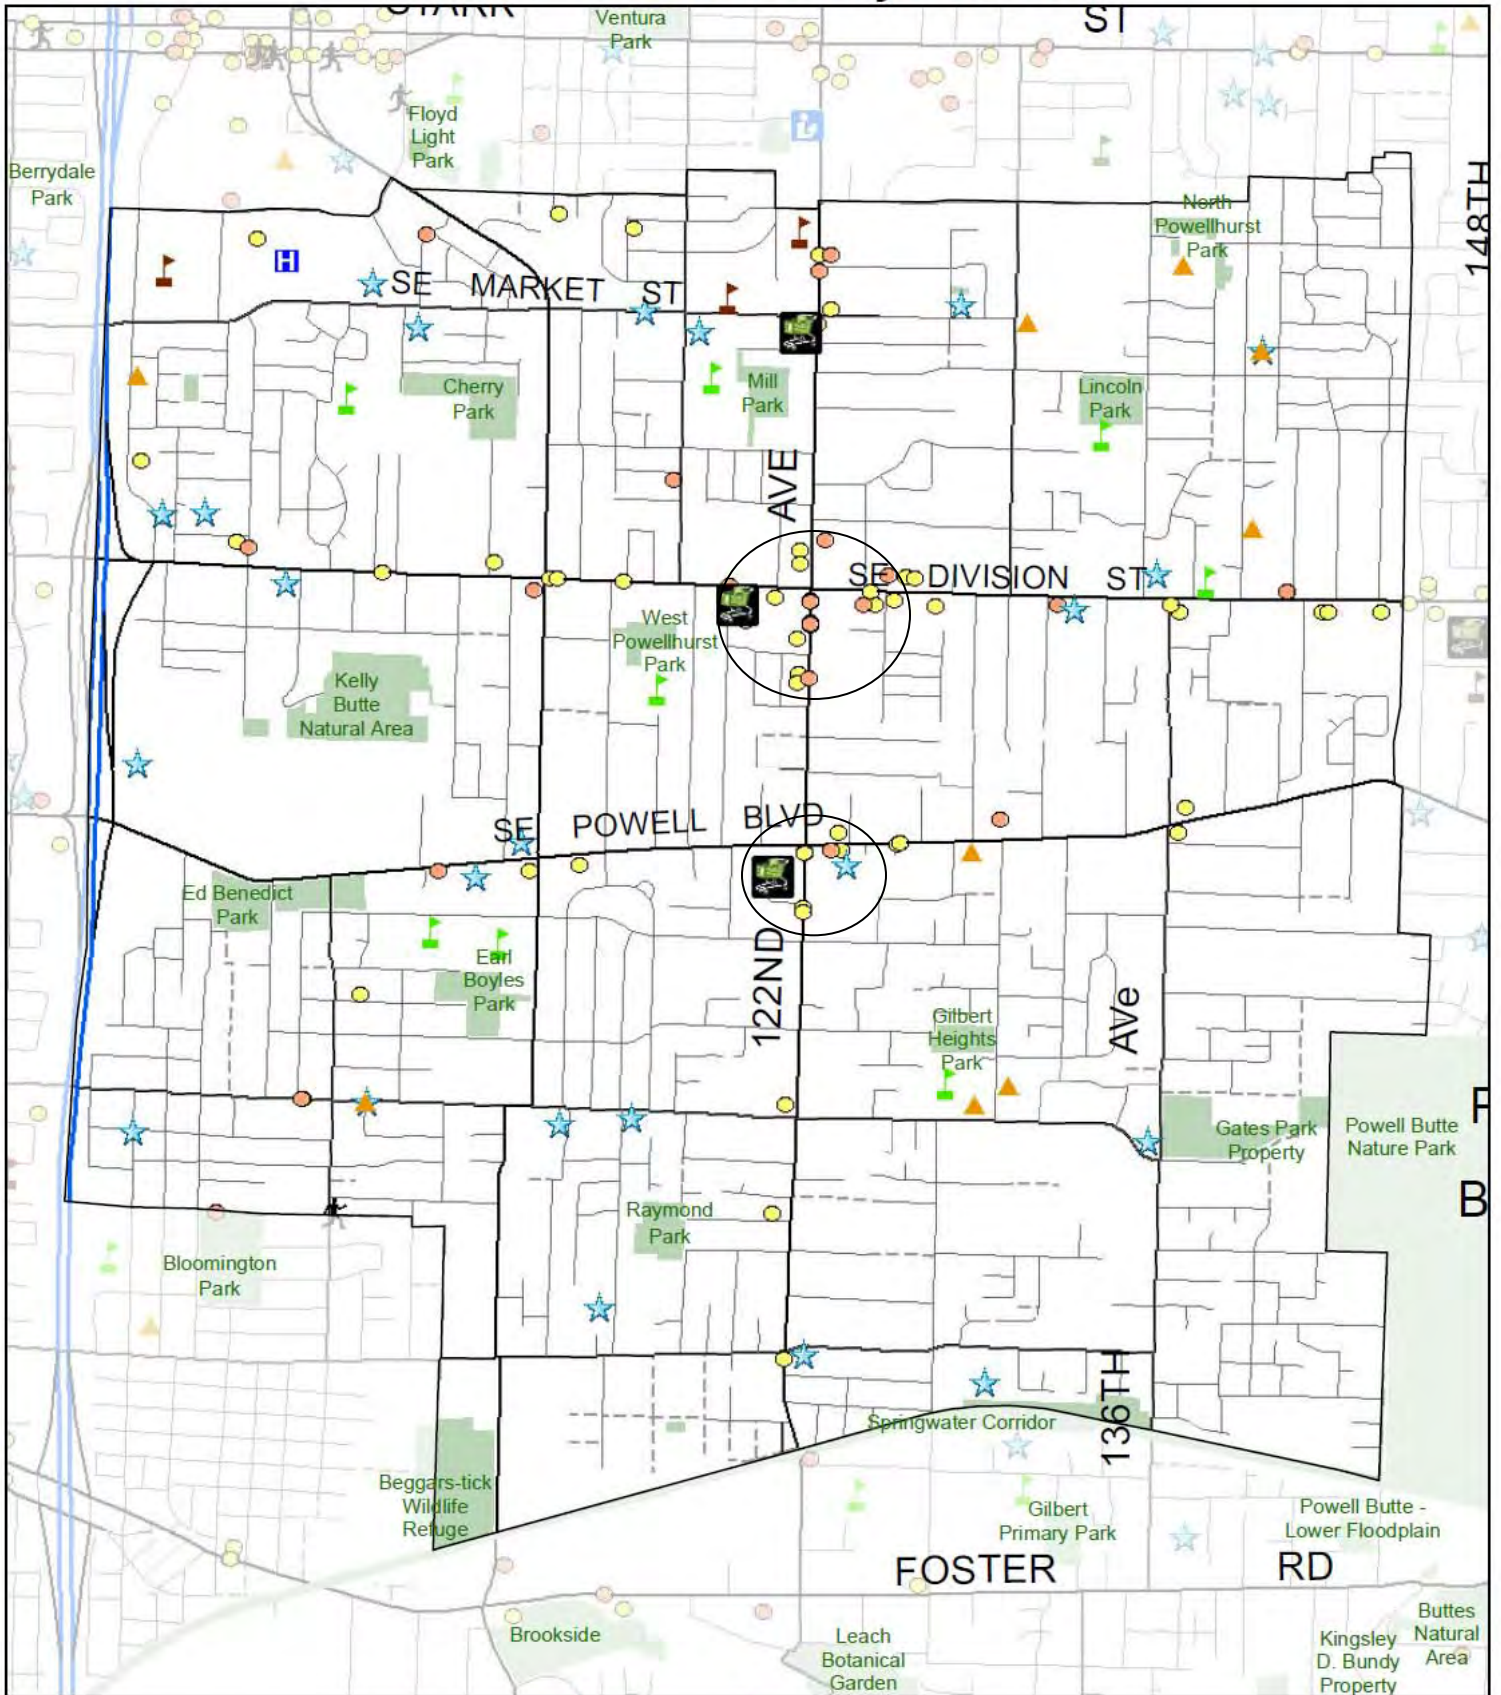 STARK
ST
Ventura
Park
Floyd
Light
Park
Berrydale
Park
148TH
North
Powellhurst
Park
H
SE MARKET ST
Cherry
Park
Mill
Park
Lincoln
Park
AVE
SE DIVISION ST
West
Powellhurst
Park
Kelly
Butte
Natural Area
SE POWELL BLVD
Ed Benedict
Park
Earl
Boyles
Park
122ND
Gilbert
Heights
Park
AVe
Gates Park
Property
Powell Butte
Nature Park
P
B
Raymond
Park
Bloomington
Park
136TH
Springwater Corridor
Beggars-tick
Wildlife
Refuge
Gilbert
Primary Park
Powell Butte -
Lower Floodplain
FOSTER RD
Brookside
Leach
Botanical
Garden
Kingsley
D. Bundy
Property
Buttes
Natural
Area